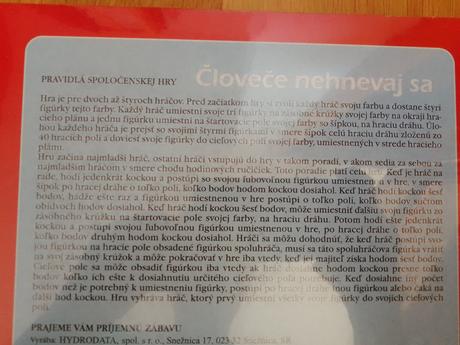 PRAVIDLÁ SPOLOČENSKEJ HRY
Človeče nehnevaj sa
Hra je pre dvoch až štyroch hráčov. Pred začiatkom hry si zvolí každý hráč svoju farbu a dostane štyri
figúrky tejto farby. Každý hráč umiestni svoje tri figúrky na zásobné krúžky svojej farby na okraji hra-
cieho plánu a jednu figúrku umiestni na štartovacie pole svojej farby so šípkou, na hraciu dráhu. Úlo-
hou každého hráča je prejsť so svojimi štyrmi figúrkami v smere šípok celú hraciu dráhu zloženú zo
40 hracích polí a doviesť svoje figúrky do cieľových polí svojej farby, umiestnených v strede hracieho
plánu.
Hru začína najmladší hráč, ostatní hráči vstupujú do hry v takom poradí, v akom sedia za sebou za
najmladším hráčom v smere chodu hodinových ručičiek. Toto poradie platí celú hru. Keď je hráč na
rade, hodí jedenkrát kockou a postúpi so svojou ľubovoľnou figúrkou umiestnenou v hre, v smere
šípok po hracej dráhe o toľko polí, koľko bodov hodom kockou dosiahol. Keď hráč hodí kockou šesť
bodov, hádže ešte raz a figúrkou umiestnenou v hre postúpi o toľko polí, koľko bodov súčtom
obidvoch hodov dosiahol. Keď hráč hodí kockou šesť bodov, môže umiestniť ďalšiu svoju figúrku zo
zásobného krúžku na štartovacie pole svojej farby, na hraciu dráhu. Potom hodí ešte jedenkrát
kockou a postúpi svojou ľubovoľnou figúrkou umiestnenou v hre, po hracej dráhe o toľko polí,
koľko bodov druhým hodom kockou dosiahol. Hráči sa môžu dohodnúť, že keď hráč postúpi svo-
jou figúrkou na hracie pole obsadené figúrkou spoluhráča, musí sa táto spoluhráčova figúrka vrátiť
na svoj zásobný krúžok a môže pokračovať v hre iba vtedy, keď jej majiteľ získa hodom šesť bodov.
Cieľové pole sa môže obsadiť figúrkou iba vtedy ak hráč dosiahne hodom kockou presne toľko
bodov koľko ich ešte k dosiahnutiu určitého cieľového poľa potrebuje. Keď dosiahne iný počet
bodov než je potrebný k umiestneniu figúrky, postúpi po hracej dráhe inou figúrkou alebo čaká na
ďalší hod kockou. Hru vyhráva hráč, ktorý prvý umiestni všetky svoje figúrky do svojich cieľových
polí.
PRAJEME VÁM PRÍJEMNÚ ZÁBAVU
Výroba: HYDRODATA, spol. s r.o., Snežnica 17, 023 32 Snežnica, SR